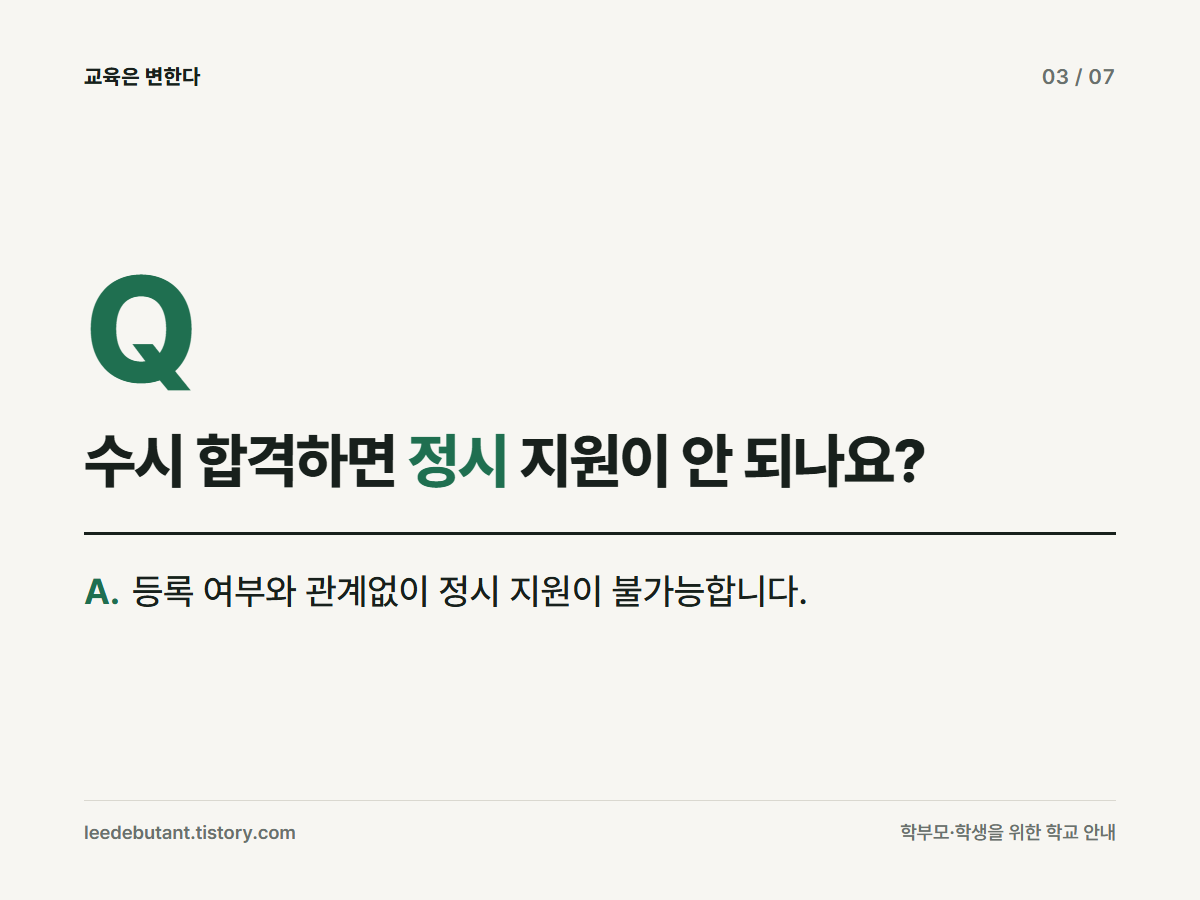 교육은 변한다
03 / 07
Q
수시 합격하면 정시 지원이 안 되나요?
A. 등록 여부와 관계없이 정시 지원이 불가능합니다.
leedebutant.tistory.com
학부모·학생을 위한 학교 안내